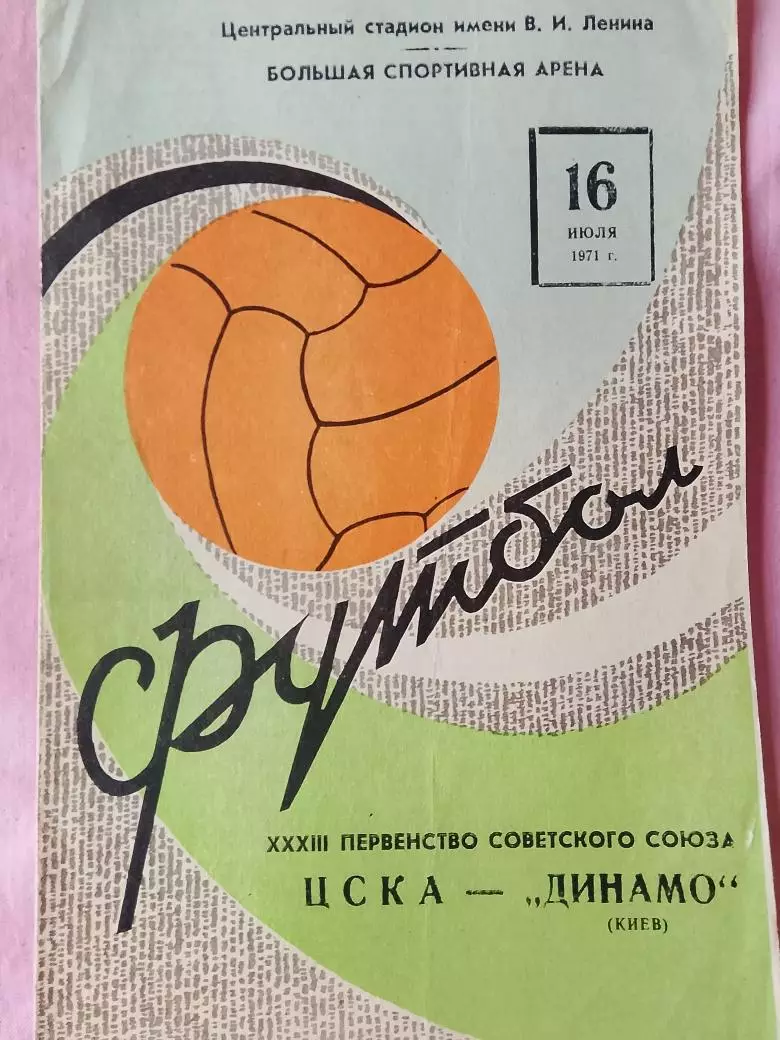 Центральный стадион имени В. И. Ленина
БОЛЬШАЯ СПОРТИВНАЯ АРЕНА
16
ИЮЛЯ
1971 г.
футбол
XXXIII ПЕРВЕНСТВО СОВЕТСКОГО СОЮЗА
ЦСКА — „ДИНАМО“
(КИЕВ)